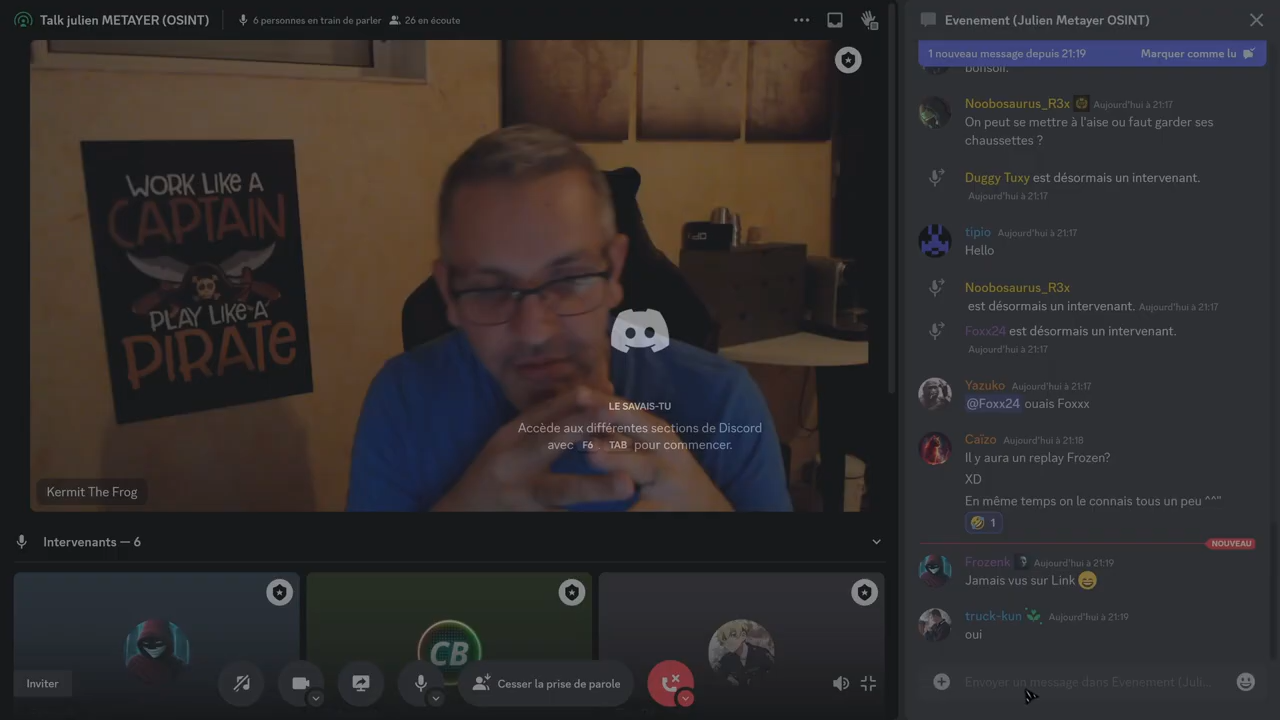 Talk julien METAYER (OSINT)
6 personnes en train de parler
26 en écoute
WORK LIKE A
CAPTAIN
PLAY LIKE A
PIRATE
Kermit The Frog
LE SAVAIS-TU
Accède aux différentes sections de Discord
avec F6 . TAB pour commencer.
Intervenants — 6
CB
Inviter
Cesser la prise de parole
Evenement (Julien Metayer OSINT)
1 nouveau message depuis 21:19
Marquer comme lu
bonsoir.
Noobosaurus_R3x Aujourd'hui à 21:17
On peut se mettre à l'aise ou faut garder ses
chaussettes ?
Duggy Tuxy est désormais un intervenant.
Aujourd'hui à 21:17
tipio Aujourd'hui à 21:17
Hello
Noobosaurus_R3x
est désormais un intervenant. Aujourd'hui à 21:17
Foxx24 est désormais un intervenant.
Aujourd'hui à 21:17
Yazuko Aujourd'hui à 21:17
@Foxx24 ouais Foxxx
Caïzo Aujourd'hui à 21:18
Il y aura un replay Frozen?
XD
En même temps on le connais tous un peu ^^"
1
NOUVEAU
Frozenk Aujourd'hui à 21:19
Jamais vus sur Link
truck-kun Aujourd'hui à 21:19
oui
Envoyer un message dans Evenement (Juli...